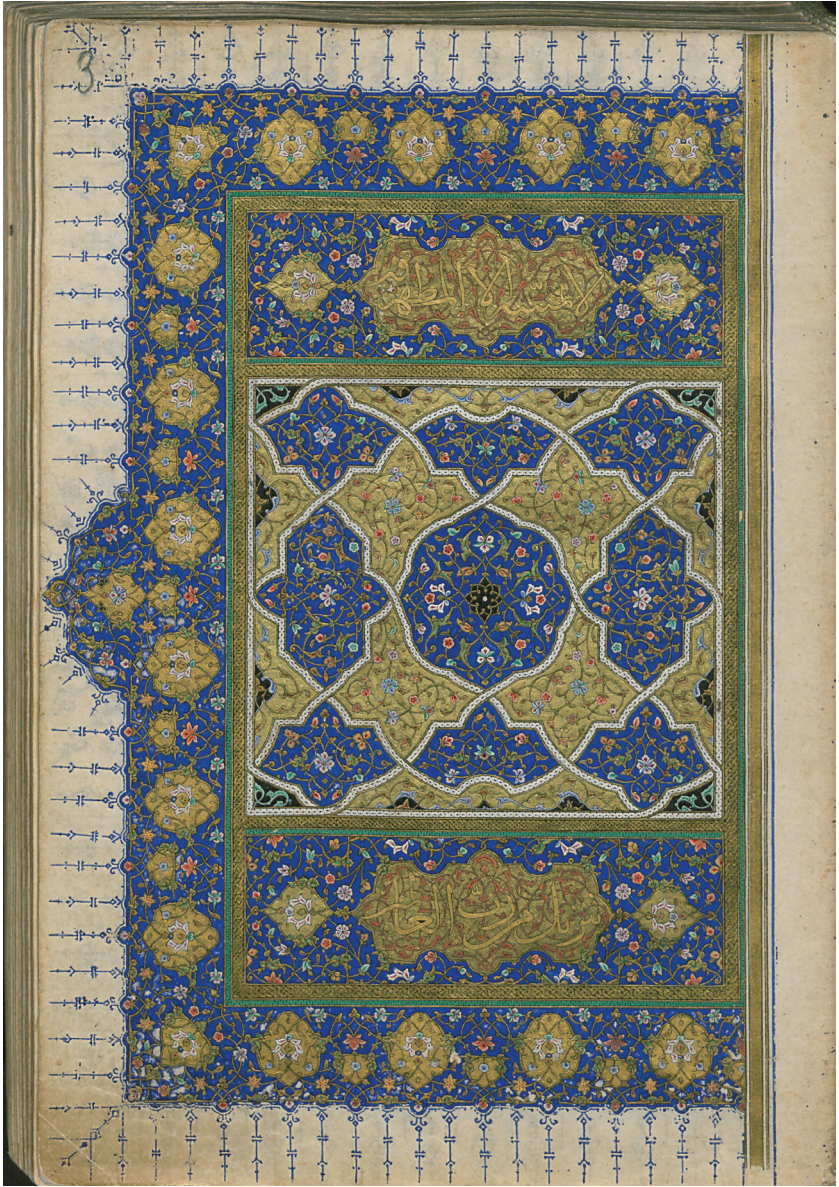 3
لا يمسه الا المطهرون
تنزيل من رب العالمين